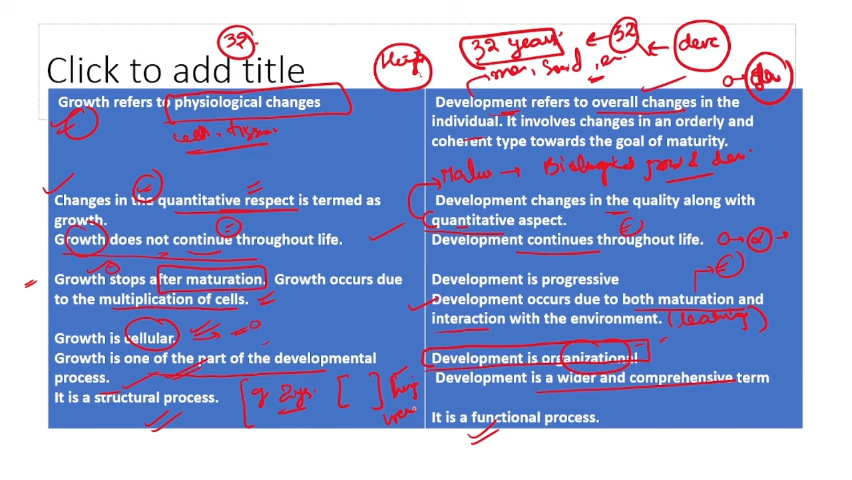 39.
32 years
32
deve
Click to add title
Growth refers to physiological changes
Development refers to overall changes in the
individual. It involves changes in an orderly and
coherent type towards the goal of maturity.
Changes in the quantitative respect is termed as
growth.
Growth does not continue throughout life.
Development changes in the quality along with
quantitative aspect.
Development continues throughout life.
Growth stops after maturation. Growth occurs due
to the multiplication of cells.
Development is progressive
Development occurs due to both maturation and
interaction with the environment. (learning)
Growth is cellular.
Growth is one of the part of the developmental
process.
It is a structural process.
Development is organizational
Development is a wider and comprehensive term
It is a functional process.